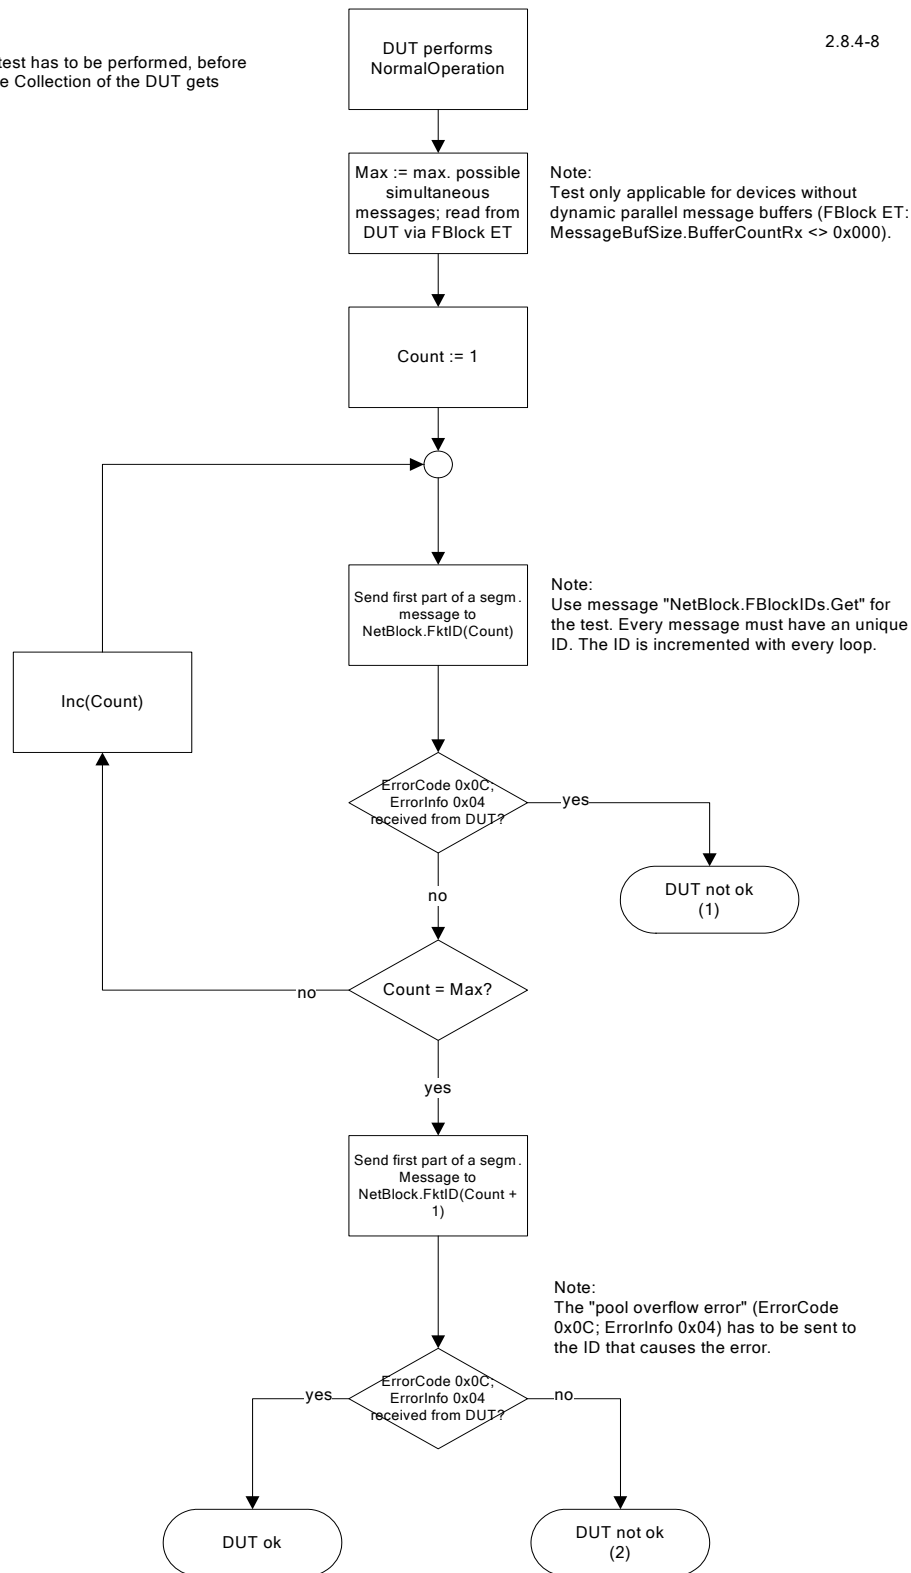 2.8.4-8
test has to be performed, before
e Collection of the DUT gets
DUT performs
NormalOperation
Max := max. possible
simultaneous
messages; read from
DUT via FBlock ET
Note:
Test only applicable for devices without
dynamic parallel message buffers (FBlock ET:
MessageBufSize.BufferCountRx <> 0x000).
Count := 1
Send first part of a segm.
message to
NetBlock.FktID(Count)
Note:
Use message "NetBlock.FBlockIDs.Get" for
the test. Every message must have an unique
ID. The ID is incremented with every loop.
Inc(Count)
ErrorCode 0x0C;
ErrorInfo 0x04
received from DUT?
yes
DUT not ok
(1)
no
Count = Max?
no
yes
Send first part of a segm.
Message to
NetBlock.FktID(Count +
1)
Note:
The "pool overflow error" (ErrorCode
0x0C; ErrorInfo 0x04) has to be sent to
the ID that causes the error.
ErrorCode 0x0C;
ErrorInfo 0x04
received from DUT?
yes
no
DUT ok
DUT not ok
(2)